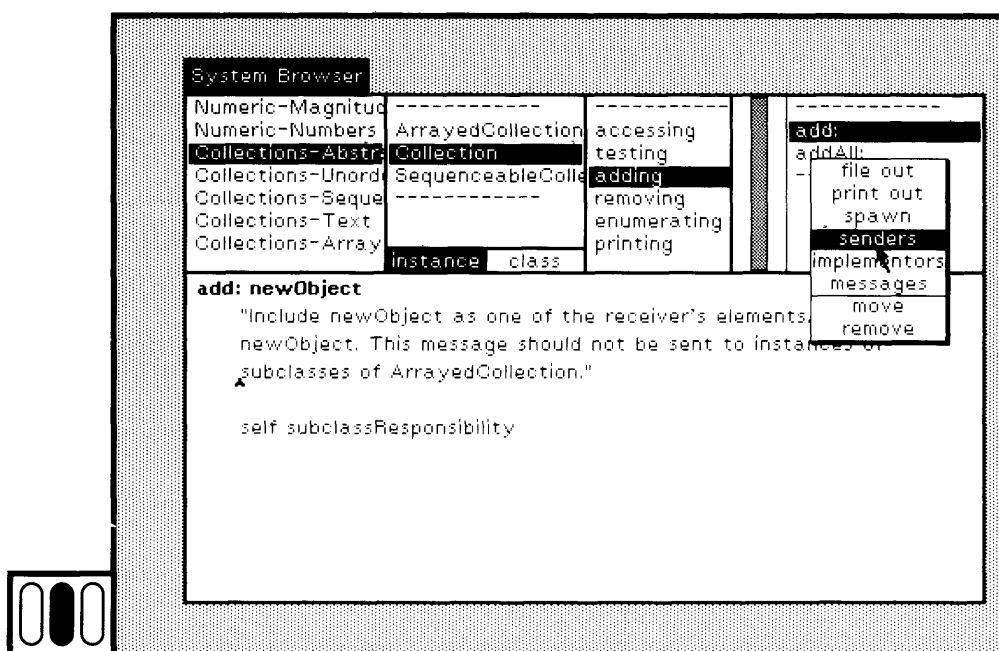 System Browser
Numeric-Magnitud
Numeric-Numbers
Collections-Abstra
Collections-Unord
Collections-Seque
Collections-Text
Collections-Array
------------
ArrayedCollection
Collection
SequenceableColle
------------
instance class
-----------
accessing
testing
adding
removing
enumerating
printing
------------
add:
addAll:
file out
print out
spawn
senders
implementors
messages
move
remove
add: newObject
"Include newObject as one of the receiver's elements.
newObject. This message should not be sent to instances of
subclasses of ArrayedCollection."
self subclassResponsibility